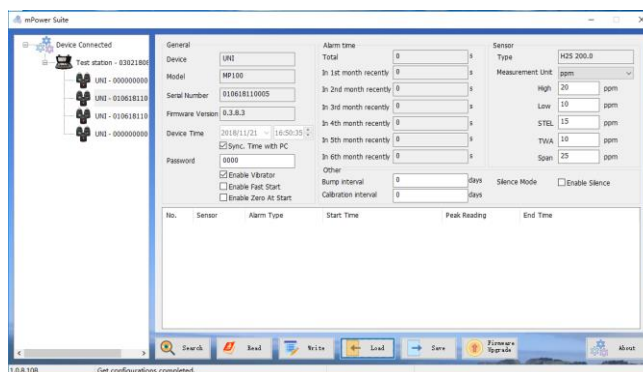 mPower Suite
Device Connected
Test station - 03021808
UNI - 000000000
UNI - 010618110
UNI - 010618110
UNI - 000000000
General
Device UNI
Model MP100
Serial Number 010618110005
Firmware Version 0.3.8.3
Device Time 2018/11/21 16:50:35
Sync. Time with PC
Password 0000
Enable Vibrator
Enable Fast Start
Enable Zero At Start
Alarm time
Total 0 s
In 1st month recently 0 s
In 2nd month recently 0 s
In 3rd month recently 0 s
In 4th month recently 0 s
In 5th month recently 0 s
In 6th month recently 0 s
Other
Bump interval 0 days
Calibration interval 0 days
Sensor
Type H2S 200.0
Measurement Unit ppm
High 20 ppm
Low 10 ppm
STEL 15 ppm
TWA 10 ppm
Span 25 ppm
Silence Mode Enable Silence
No. Sensor Alarm Type Start Time Peak Reading End Time
Search Read Write Load Save Firmware Upgrade About
1.0.8.108 Get configurations completed